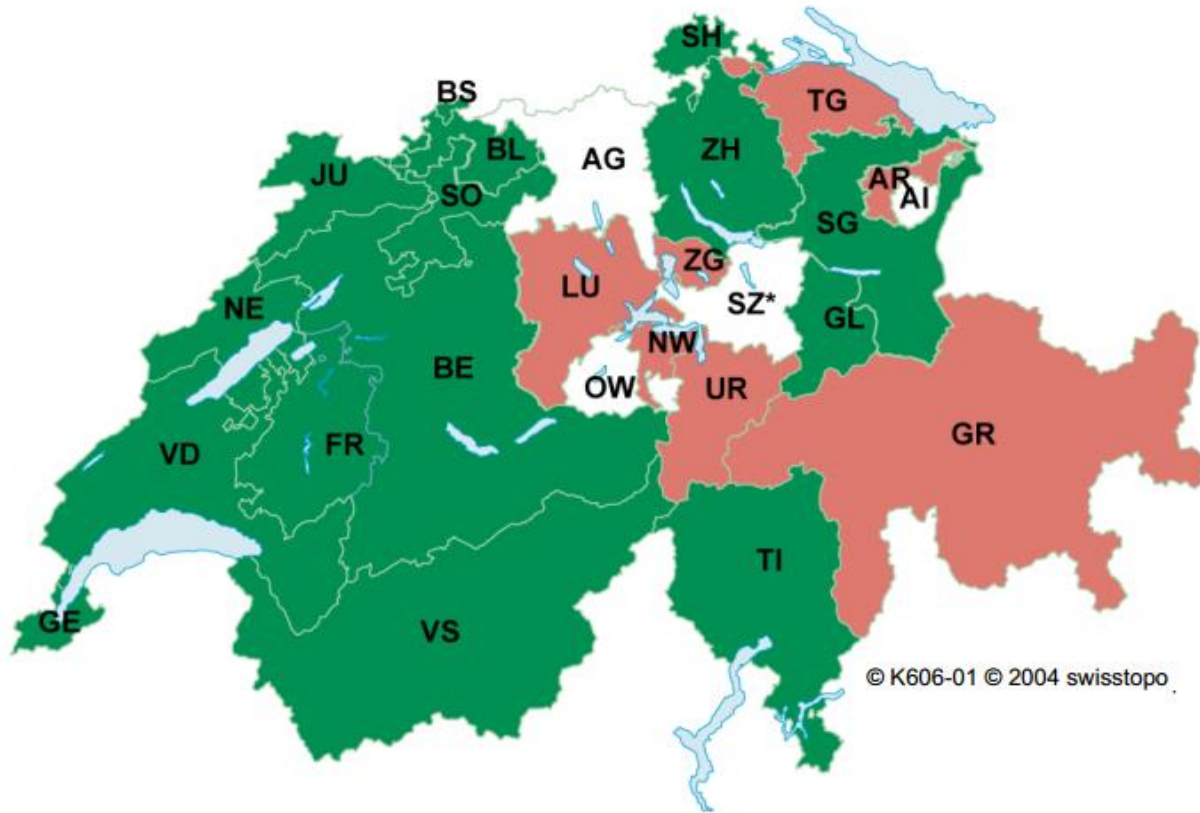 SH
BS
TG
BL
AG
ZH
JU
AR
SO
AI
SG
ZG
LU
SZ*
NE
GL
NW
BE
OW
UR
GR
VD
FR
TI
GE
VS
© K606-01 © 2004 swisstopo.